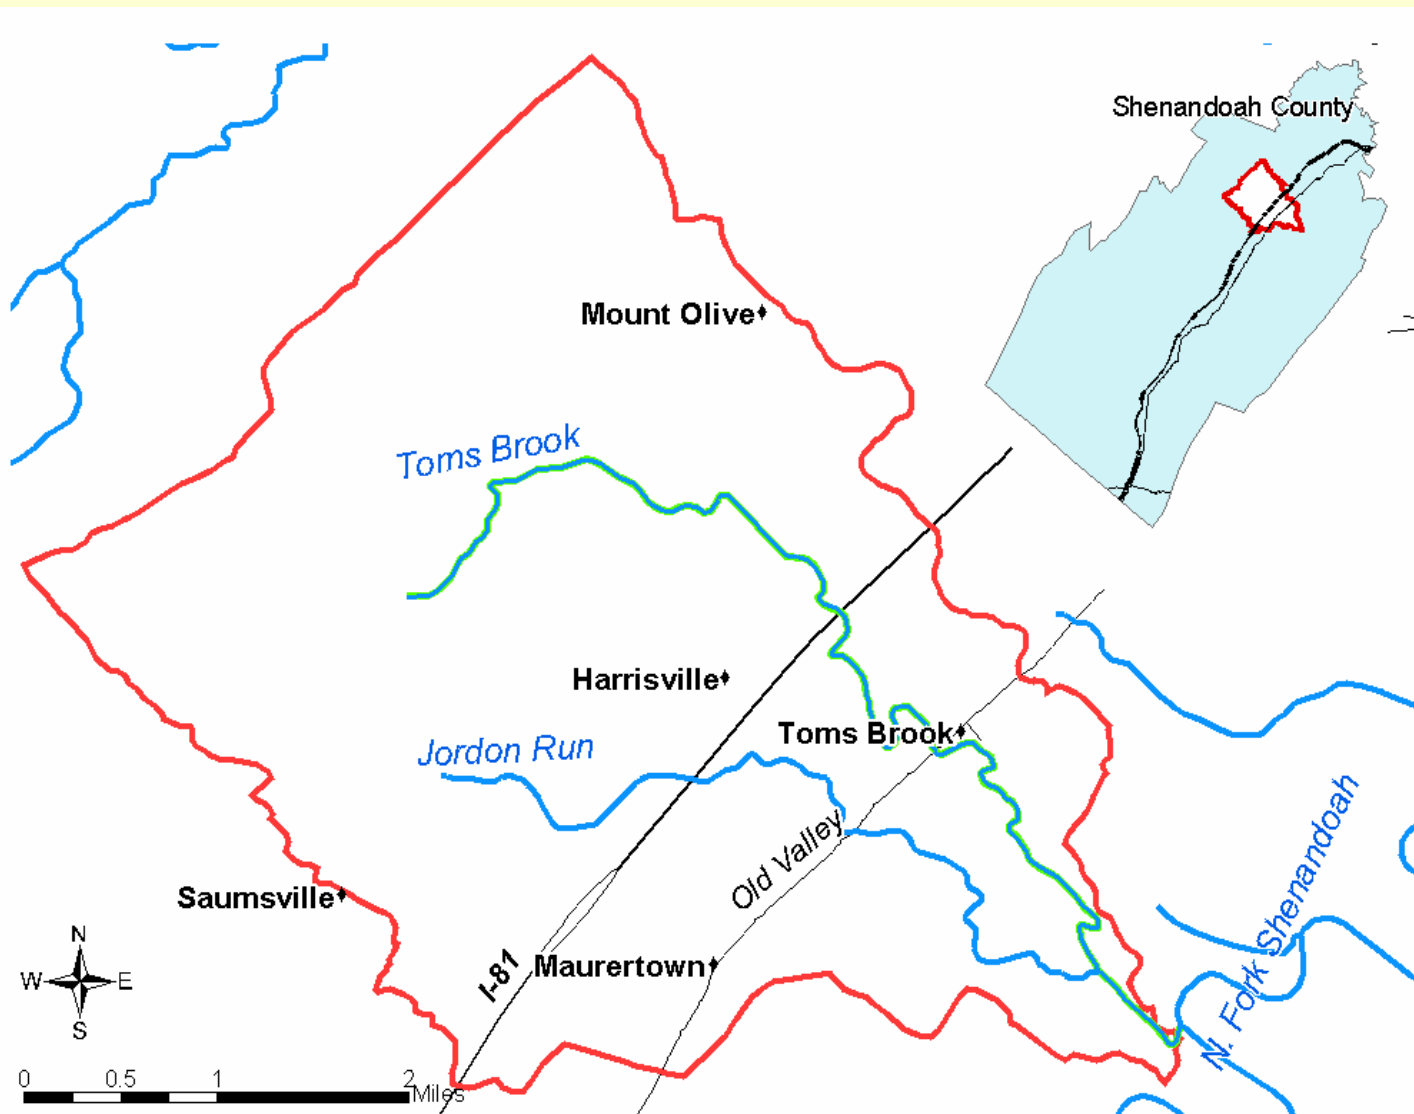 Shenandoah County
Mount Olive
Toms Brook
Harrisville
Toms Brook
Jordon Run
Old Valley
N. Fork Shenandoah
Saumsville
I-81
Maurertown
N
W E
S
0 0.5 1 2
Miles